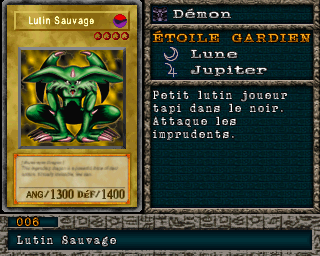 Lutin Sauvage
ANG/1300 DéF/1400
Démon
ÉTOILE GARDIEN
Lune
Jupiter
Petit lutin joueur
tapi dans le noir.
Attaque les
imprudents.
006
Lutin Sauvage